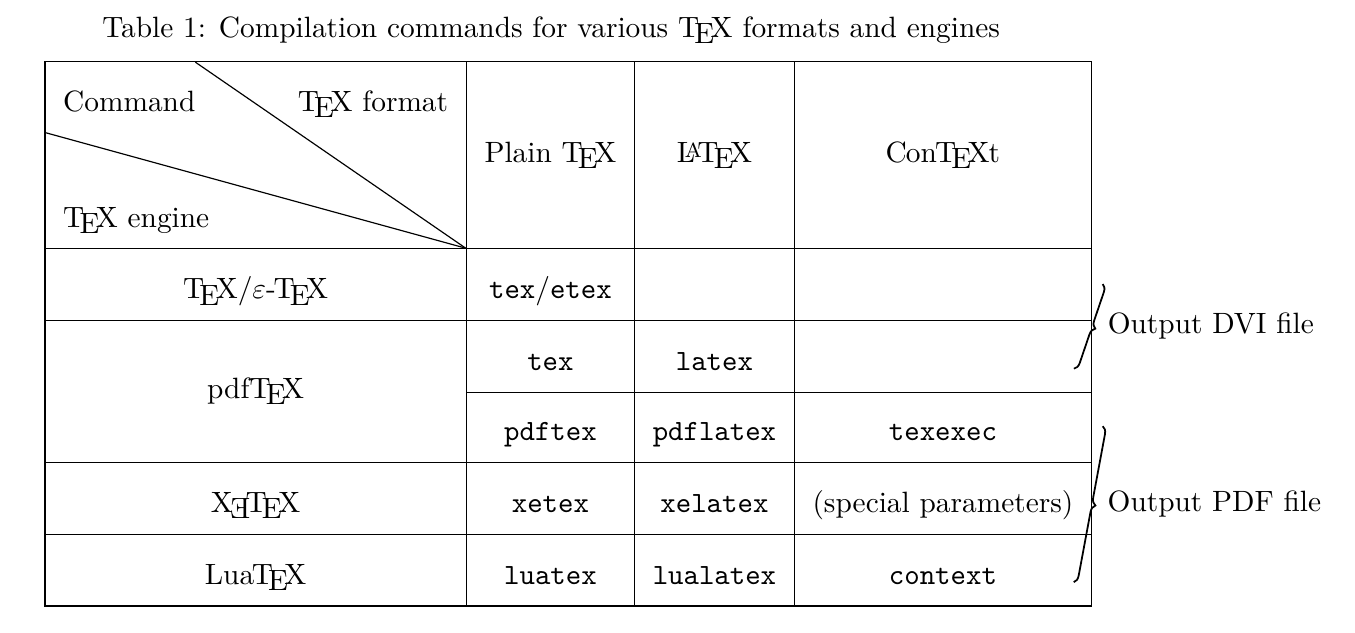 Table 1: Compilation commands for various TEX formats and engines
Command TEX format
TEX engine
Plain TEX LATEX ConTEXt
TEX/ε-TEX tex/etex
Output DVI file
pdfTEX
tex latex
pdftex pdflatex texexec
XƎTEX xetex xelatex (special parameters)
Output PDF file
LuaTEX luatex lualatex context